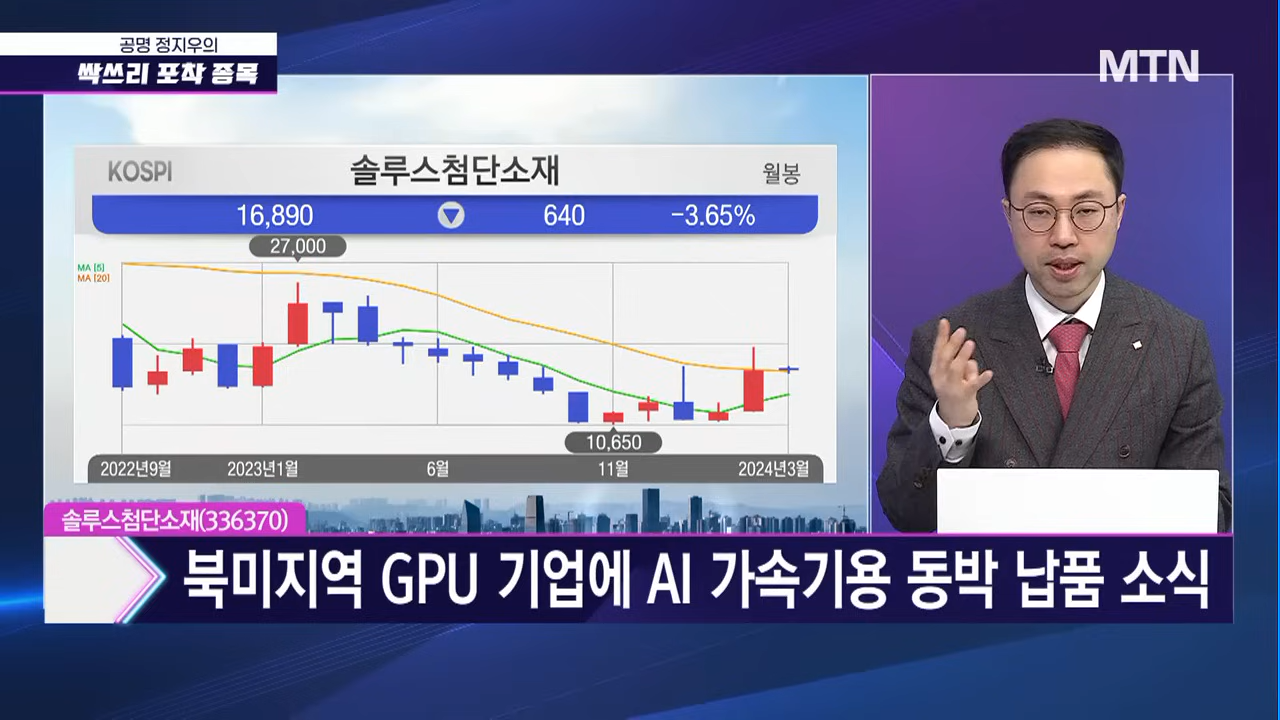 공명 정지우의
싹쓰리 포착 종목
MTN
KOSPI
솔루스첨단소재
월봉
16,890 ▼ 640 -3.65%
27,000
MA [5]
MA [20]
10,650
2022년9월 2023년1월 6월 11월 2024년3월
솔루스첨단소재(336370)
북미지역 GPU 기업에 AI 가속기용 동박 납품 소식